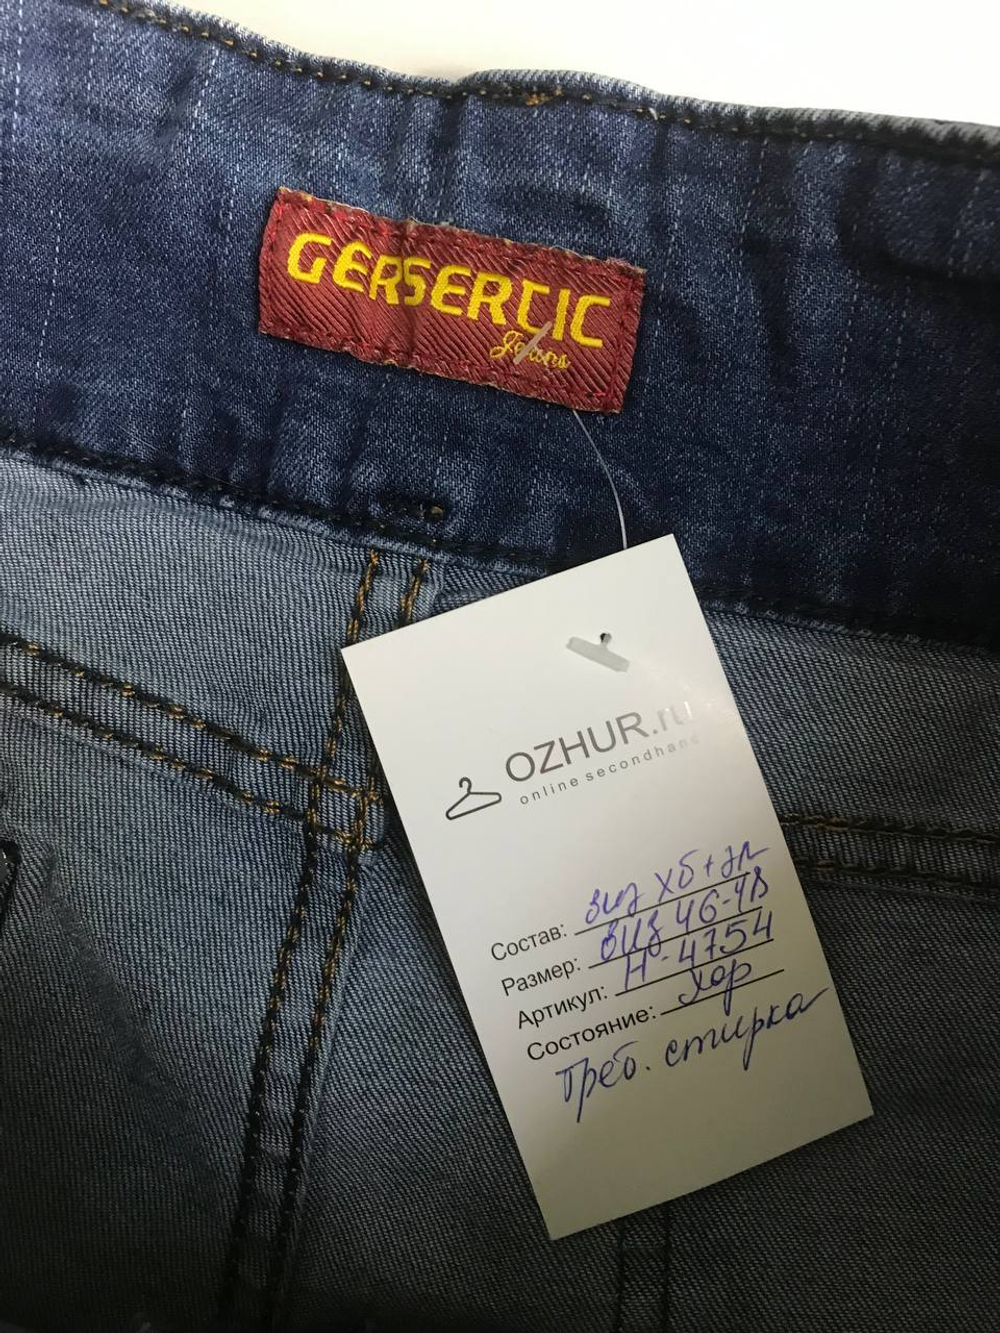 GERSERTIC
Jeans
OZHUR.ru
online secondhand
Состав: виз хб+эл
Размер: виз 46-48
Артикул: Н-4754
Состояние: хор
Треб. стирка